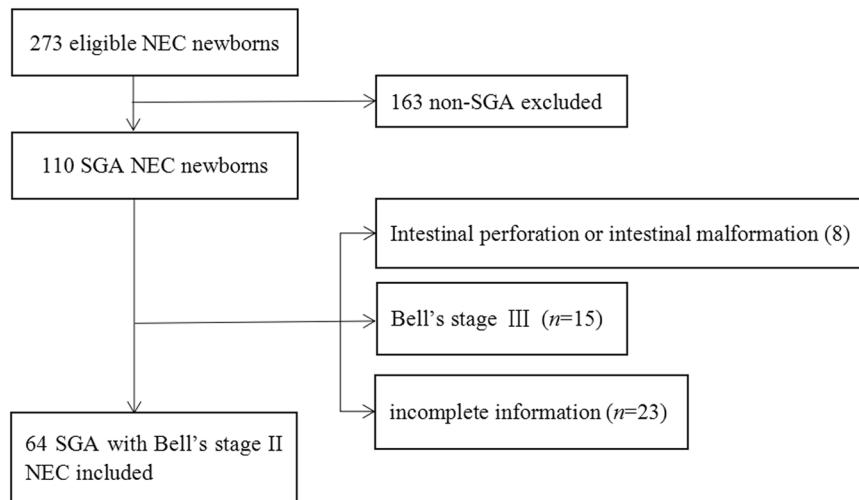 273 eligible NEC newborns
163 non-SGA excluded
110 SGA NEC newborns
Intestinal perforation or intestinal malformation (8)
Bell's stage Ⅲ (n=15)
incomplete information (n=23)
64 SGA with Bell's stage II
NEC included